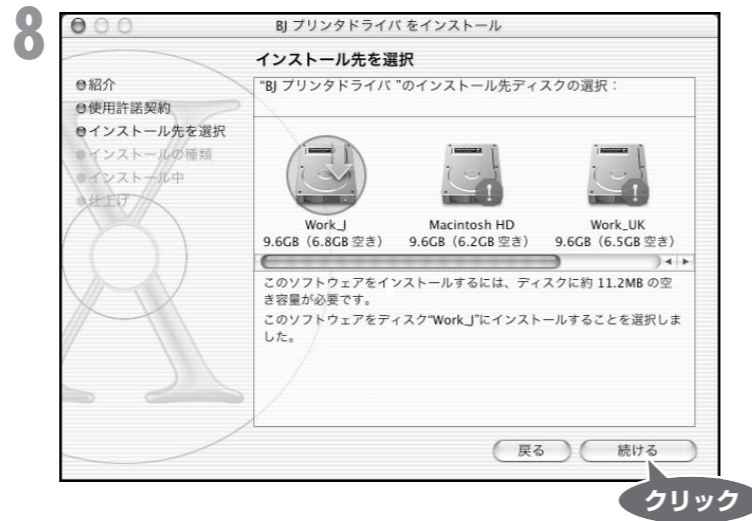 8
BJ プリンタドライバ をインストール
インストール先を選択
紹介
使用許諾契約
インストール先を選択
インストールの種類
インストール中
仕上げ
“BJ プリンタドライバ ”のインストール先ディスクの選択：
Work_J
9.6GB（6.8GB 空き）
Macintosh HD
9.6GB（6.2GB 空き）
Work_UK
9.6GB（6.5GB 空き）
このソフトウェアをインストールするには、ディスクに約 11.2MB の空
き容量が必要です。
このソフトウェアをディスク“Work_J”にインストールすることを選択しま
した。
戻る
続ける
クリック